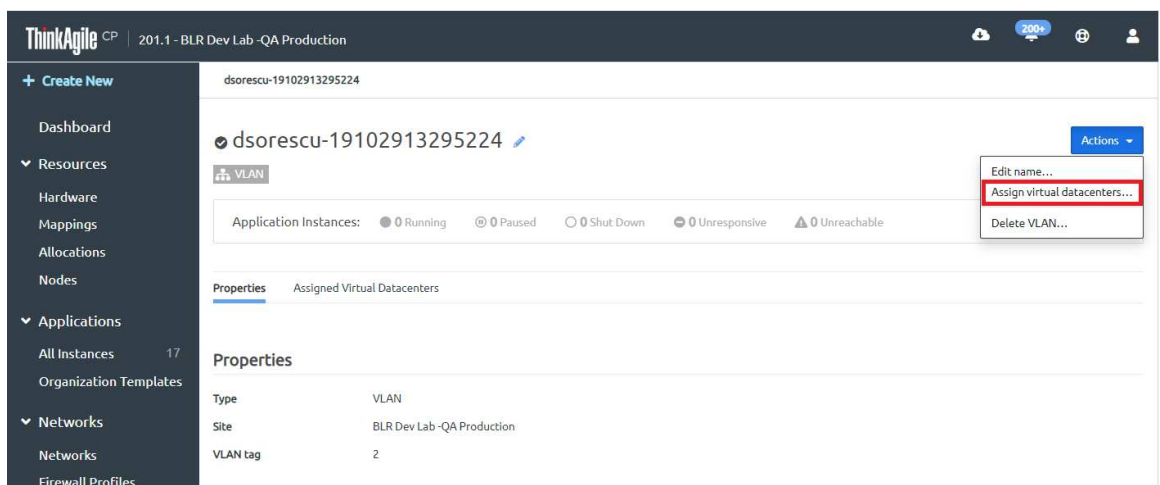 ThinkAgile CP | 201.1 - BLR Dev Lab -QA Production
200+
+ Create New
dsorescu-19102913295224
Dashboard
Resources
Hardware
Mappings
Allocations
Nodes
Applications
All Instances 17
Organization Templates
Networks
Networks
Firewall Profiles
dsorescu-19102913295224
Actions
VLAN
Edit name...
Assign virtual datacenters...
Delete VLAN...
Application Instances: 0 Running 0 Paused 0 Shut Down 0 Unresponsive 0 Unreachable
Properties Assigned Virtual Datacenters
Properties
Type VLAN
Site BLR Dev Lab -QA Production
VLAN tag 2